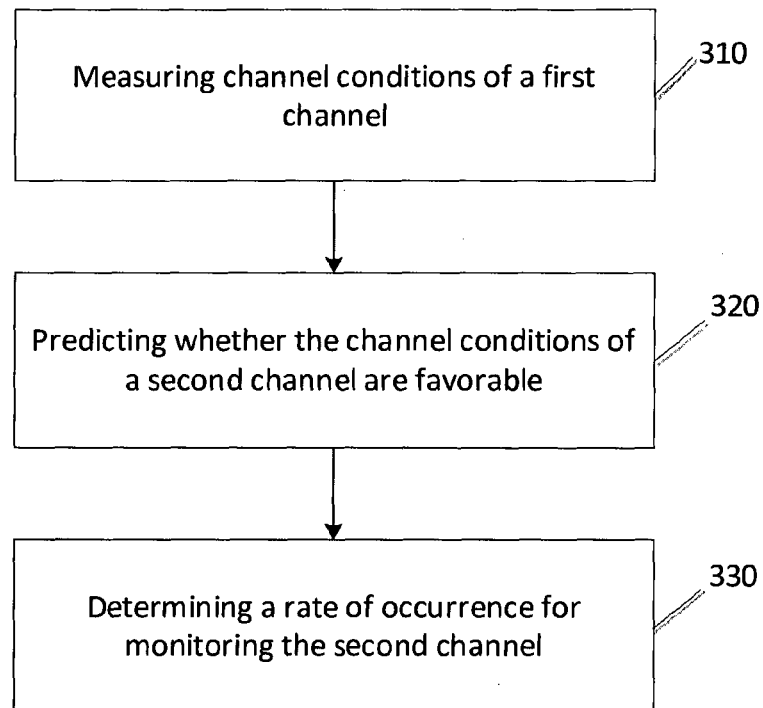 Measuring channel conditions of a first
channel
310
Predicting whether the channel conditions of
a second channel are favorable
320
Determining a rate of occurrence for
monitoring the second channel
330